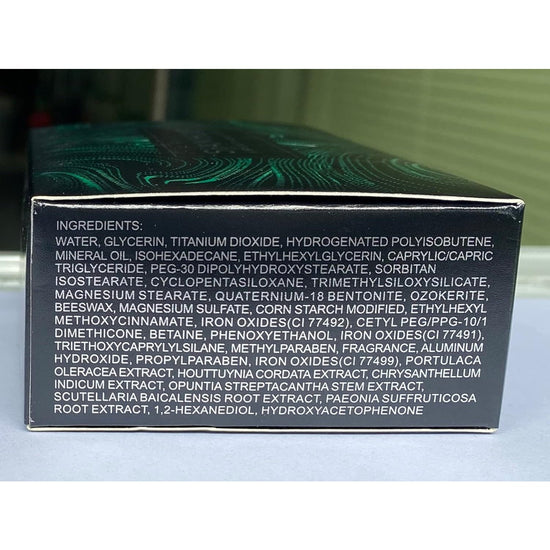 INGREDIENTS:
WATER, GLYCERIN, TITANIUM DIOXIDE, HYDROGENATED POLYISOBUTENE,
MINERAL OIL, ISOHEXADECANE, ETHYLHEXYLGLYCERIN, CAPRYLIC/CAPRIC
TRIGLYCERIDE, PEG-30 DIPOLYHYDROXYSTEARATE, SORBITAN
ISOSTEARATE, CYCLOPENTASILOXANE, TRIMETHYLSILOXYSILICATE,
MAGNESIUM STEARATE, QUATERNIUM-18 BENTONITE, OZOKERITE,
BEESWAX, MAGNESIUM SULFATE, CORN STARCH MODIFIED, ETHYLHEXYL
METHOXYCINNAMATE, IRON OXIDES(CI 77492), CETYL PEG/PPG-10/1
DIMETHICONE, BETAINE, PHENOXYETHANOL, IRON OXIDES(CI 77491),
TRIETHOXYCAPRYLYLSILANE, METHYLPARABEN, FRAGRANCE, ALUMINUM
HYDROXIDE, PROPYLPARABEN, IRON OXIDES(CI 77499), PORTULACA
OLERACEA EXTRACT, HOUTTUYNIA CORDATA EXTRACT, CHRYSANTHELLUM
INDICUM EXTRACT, OPUNTIA STREPTACANTHA STEM EXTRACT,
SCUTELLARIA BAICALENSIS ROOT EXTRACT, PAEONIA SUFFRUTICOSA
ROOT EXTRACT, 1,2-HEXANEDIOL, HYDROXYACETOPHENONE